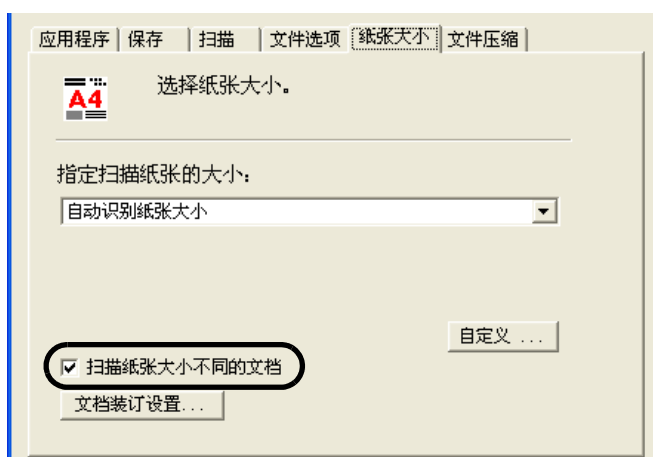 应用程序 保存 扫描 文件选项 纸张大小 文件压缩
A4
选择纸张大小。
指定扫描纸张的大小：
自动识别纸张大小
自定义 ...
扫描纸张大小不同的文档
文档装订设置...